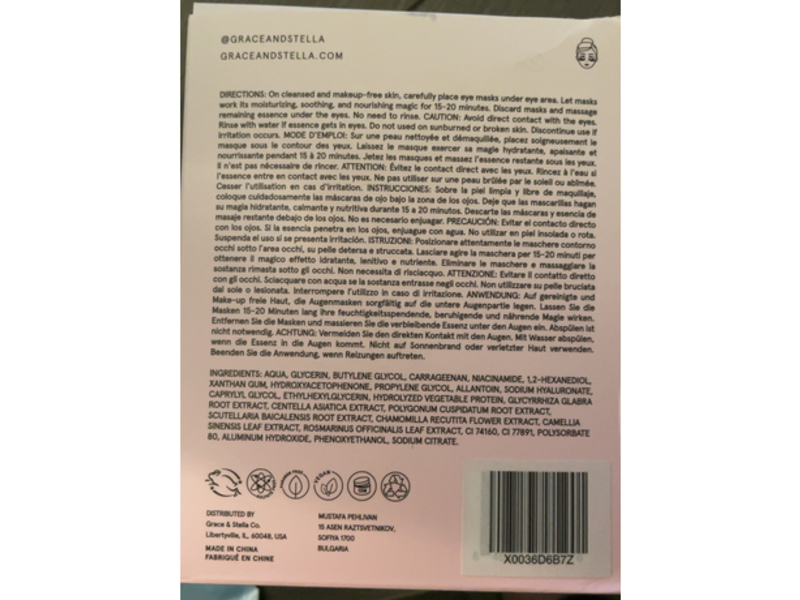 @GRACEANDSTELLA
GRACEANDSTELLA.COM
DIRECTIONS: On cleansed and makeup-free skin, carefully place eye masks under eye area. Let masks
work its moisturizing, soothing, and nourishing magic for 15-20 minutes. Discard masks and massage
remaining essence under the eyes. No need to rinse. CAUTION: Avoid direct contact with the eyes.
Rinse with water if essence gets in eyes. Do not used on sunburned or broken skin. Discontinue use if
irritation occurs. MODE D'EMPLOI: Sur une peau nettoyée et démaquillée, placez soigneusement le
masque sous le contour des yeux. Laissez le masque exercer sa magie hydratante, apaisante et
nourrissante pendant 15 à 20 minutes. Jetez les masques et massez l'essence restante sous les yeux.
Il n'est pas nécessaire de rincer. ATTENTION: Évitez le contact direct avec les yeux. Rincez à l'eau si
l'essence entre en contact avec les yeux. Ne pas utiliser sur une peau brûlée par le soleil ou abîmée.
Cesser l'utilisation en cas d'irritation. INSTRUCCIONES: Sobre la piel limpia y libre de maquillaje,
coloque cuidadosamente las máscaras de ojo bajo la zona de los ojos. Deje que las mascarillas hagan
su magia hidratante, calmante y nutritiva durante 15 a 20 minutos. Descarte las máscaras y esencia de
masaje restante debajo de los ojos. No es necesario enjuagar. PRECAUCIÓN: Evitar el contacto directo
con los ojos. Si la esencia penetra en los ojos, enjuague con agua. No utilizar en piel insolada o rota.
Suspenda el uso si se presenta irritación. ISTRUZIONI: Posizionare attentamente le maschere contorno
occhi sotto l'area occhi, su pelle detersa e struccata. Lasciare agire la maschera per 15-20 minuti per
ottenere il magico effetto idratante, lenitivo e nutriente. Eliminare le maschere e massaggiare la
sostanza rimasta sotto gli occhi. Non necessita di risciacquo. ATTENZIONE: Evitare il contatto diretto
con gli occhi. Sciacquare con acqua se la sostanza entrasse negli occhi. Non utilizzare su pelle bruciata
dal sole o lesionata. Interrompere l'utilizzo in caso di irritazione. ANWENDUNG: Auf gereinigte und
Make-up freie Haut, die Augenmasken sorgfältig auf die untere Augenpartie legen. Lassen Sie die
Masken 15-20 Minuten lang ihre feuchtigkeitsspendende, beruhigende und nährende Magie wirken.
Entfernen Sie die Masken und massieren Sie die verbleibende Essenz unter den Augen ein. Abspülen ist
nicht notwendig. ACHTUNG: Vermeiden Sie den direkten Kontakt mit den Augen. Mit Wasser abspülen,
wenn die Essenz in die Augen kommt. Nicht auf Sonnenbrand oder verletzter Haut verwenden.
Beenden Sie die Anwendung, wenn Reizungen auftreten.
INGREDIENTS: AQUA, GLYCERIN, BUTYLENE GLYCOL, CARRAGEENAN, NIACINAMIDE, 1,2-HEXANEDIOL,
XANTHAN GUM, HYDROXYACETOPHENONE, PROPYLENE GLYCOL, ALLANTOIN, SODIUM HYALURONATE,
CAPRYLYL GLYCOL, ETHYLHEXYLGLYCERIN, HYDROLYZED VEGETABLE PROTEIN, GLYCYRRHIZA GLABRA
ROOT EXTRACT, CENTELLA ASIATICA EXTRACT, POLYGONUM CUSPIDATUM ROOT EXTRACT,
SCUTELLARIA BAICALENSIS ROOT EXTRACT, CHAMOMILLA RECUTITA FLOWER EXTRACT, CAMELLIA
SINENSIS LEAF EXTRACT, ROSMARINUS OFFICINALIS LEAF EXTRACT, CI 74160, CI 77891, POLYSORBATE
80, ALUMINUM HYDROXIDE, PHENOXYETHANOL, SODIUM CITRATE.
VEGAN
DISTRIBUTED BY
Grace & Stella Co.
Libertyville, IL, 60048, USA
MADE IN CHINA
FABRIQUÉ EN CHINE
MUSTAFA PEHLIVAN
15 ASEN RAZTSVETNIKOV,
SOFIYA 1700
BULGARIA
X0036D6B7Z